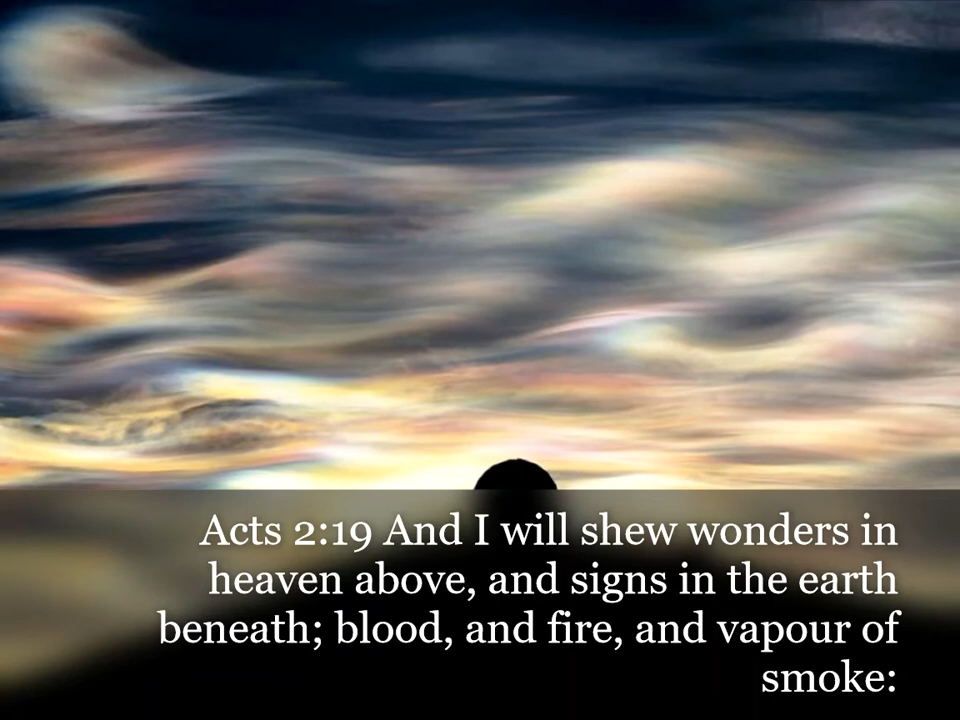 Acts 2:19 And I will shew wonders in
heaven above, and signs in the earth
beneath; blood, and fire, and vapour of
smoke: